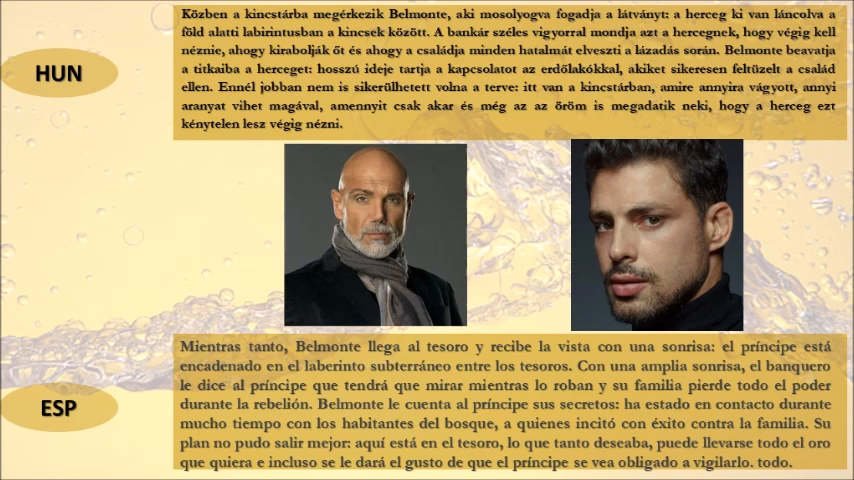 Közben a kincstárba megérkezik Belmonte, aki mosolyogva fogadja a látványt: a herceg ki van láncolva a
föld alatti labirintusban a kincsek között. A bankár széles vigyorral mondja azt a hercegnek, hogy végig kell
HUN
néznie, ahogy kirabolják őt és ahogy a családja minden hatalmát elveszti a lázadás során. Belmonte beavatja
a titkaiba a herceget: hosszú ideje tartja a kapcsolatot az erdőlakókkal, akiket sikeresen feltüzelt a család
ellen. Ennél jobban nem is sikerülhetett volna a terve: itt van a kincstárban, amire annyira vágyott, annyi
aranyat vihet magával, amennyit csak akar és még az az öröm is megadatik neki, hogy a herceg ezt
kénytelen lesz végig nézni.
Mientras tanto, Belmonte llega al tesoro y recibe la vista con una sonrisa: el príncipe está
encadenado en el laberinto subterráneo entre los tesoros. Con una amplia sonrisa, el banquero
le dice al príncipe que tendrá que mirar mientras lo roban y su familia pierde todo el poder
ESP
durante la rebelión. Belmonte le cuenta al príncipe sus secretos: ha estado en contacto durante
mucho tiempo con los habitantes del bosque, a quienes incitó con éxito contra la familia. Su
plan no pudo salir mejor: aquí está en el tesoro, lo que tanto deseaba, puede llevarse todo el oro
que quiera e incluso se le dará el gusto de que el príncipe se vea obligado a vigilarlo. todo.